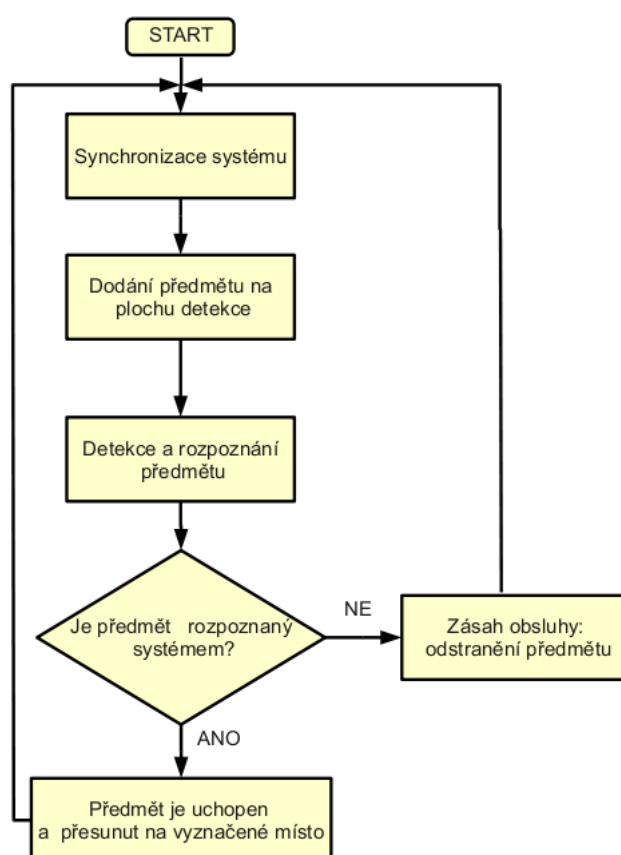 START
Synchronizace systému
Dodání předmětu na
plochu detekce
Detekce a rozpoznání
předmětu
Je předmět rozpoznaný
systémem?
NE
Zásah obsluhy:
odstranění předmětu
ANO
Předmět je uchopen
a přesunut na vyznačené místo